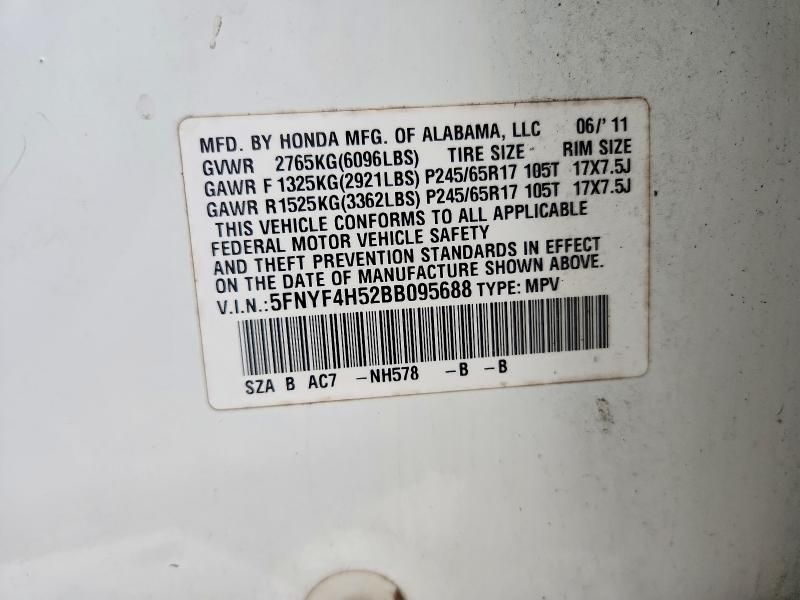 MFD. BY HONDA MFG. OF ALABAMA, LLC 06/'11
GVWR 2765KG(6096LBS) TIRE SIZE RIM SIZE
GAWR F 1325KG(2921LBS) P245/65R17 105T 17X7.5J
GAWR R1525KG(3362LBS) P245/65R17 105T 17X7.5J
THIS VEHICLE CONFORMS TO ALL APPLICABLE
FEDERAL MOTOR VEHICLE SAFETY
AND THEFT PREVENTION STANDARDS IN EFFECT
ON THE DATE OF MANUFACTURE SHOWN ABOVE.
V.I.N.:5FNYF4H52BB095688 TYPE: MPV
SZA B AC7 -NH578 -B -B